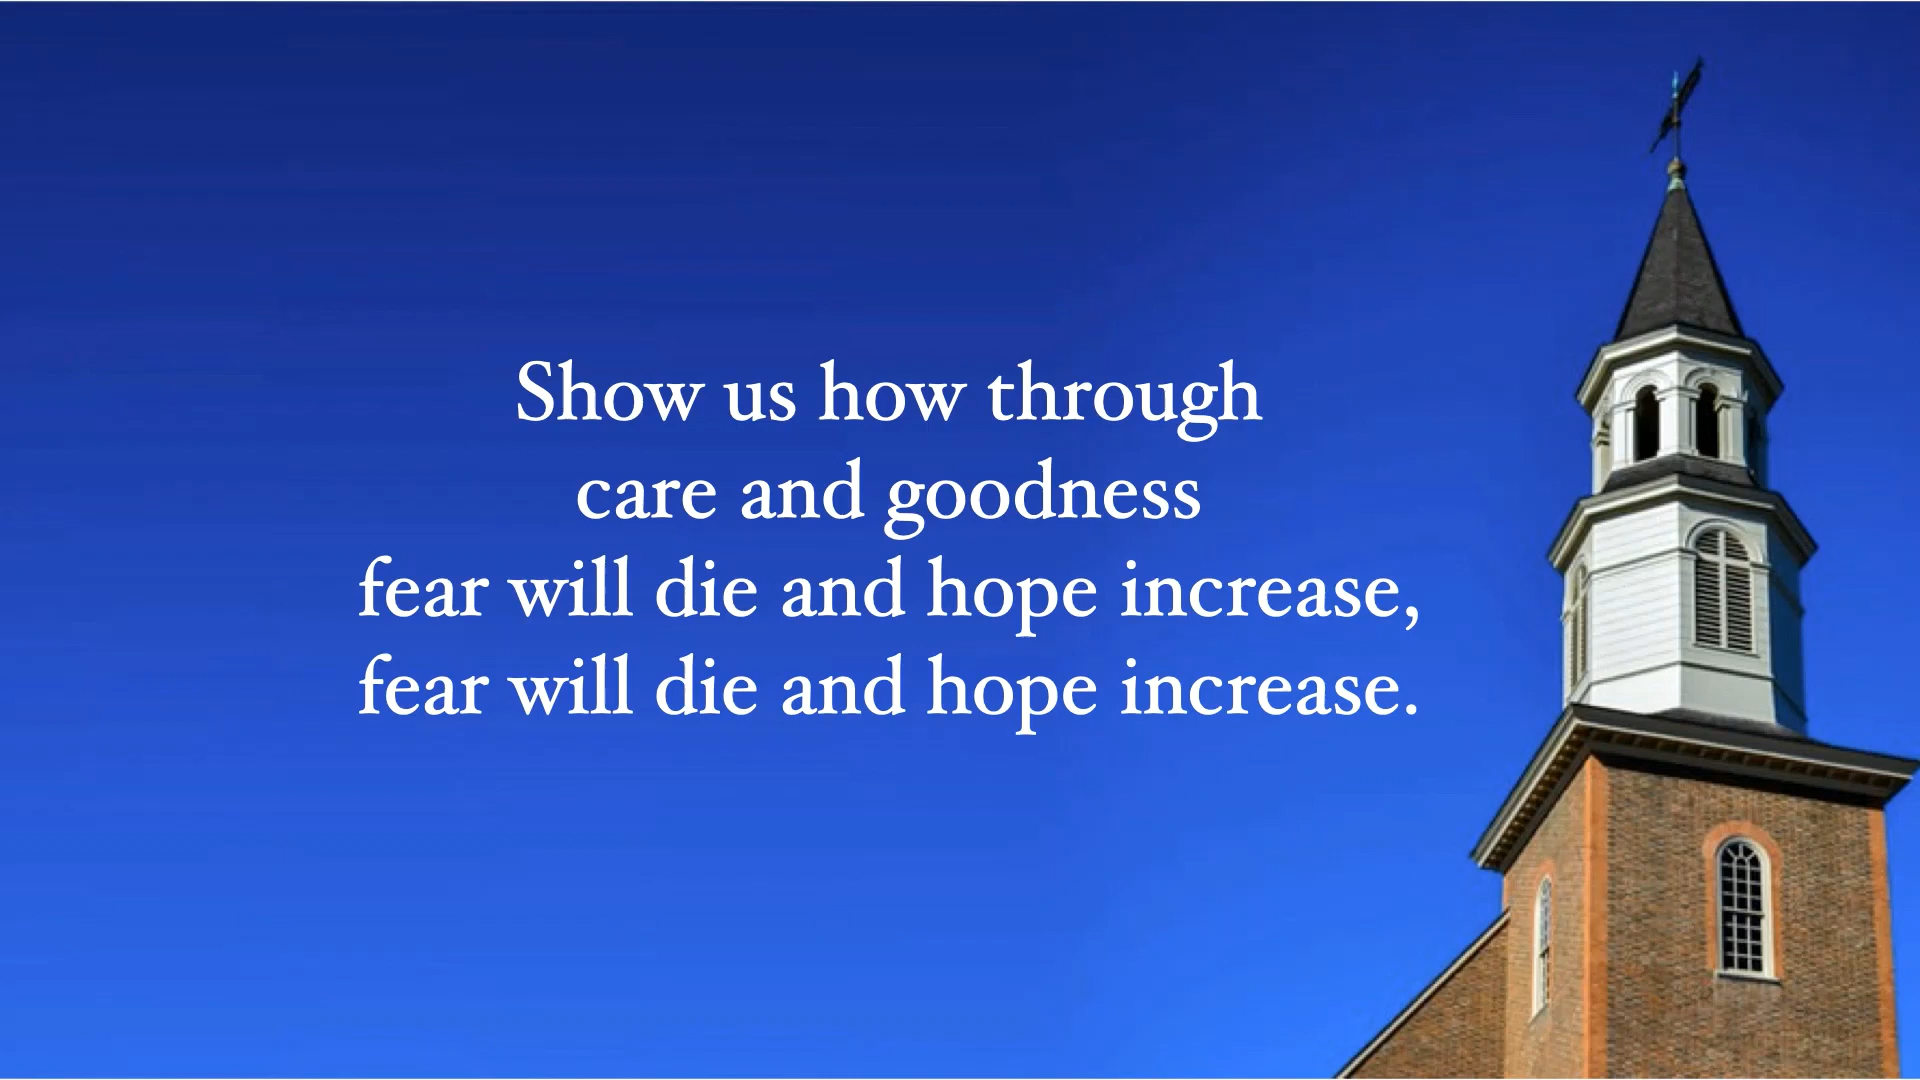 Show us how through
care and goodness
fear will die and hope increase,
fear will die and hope increase.